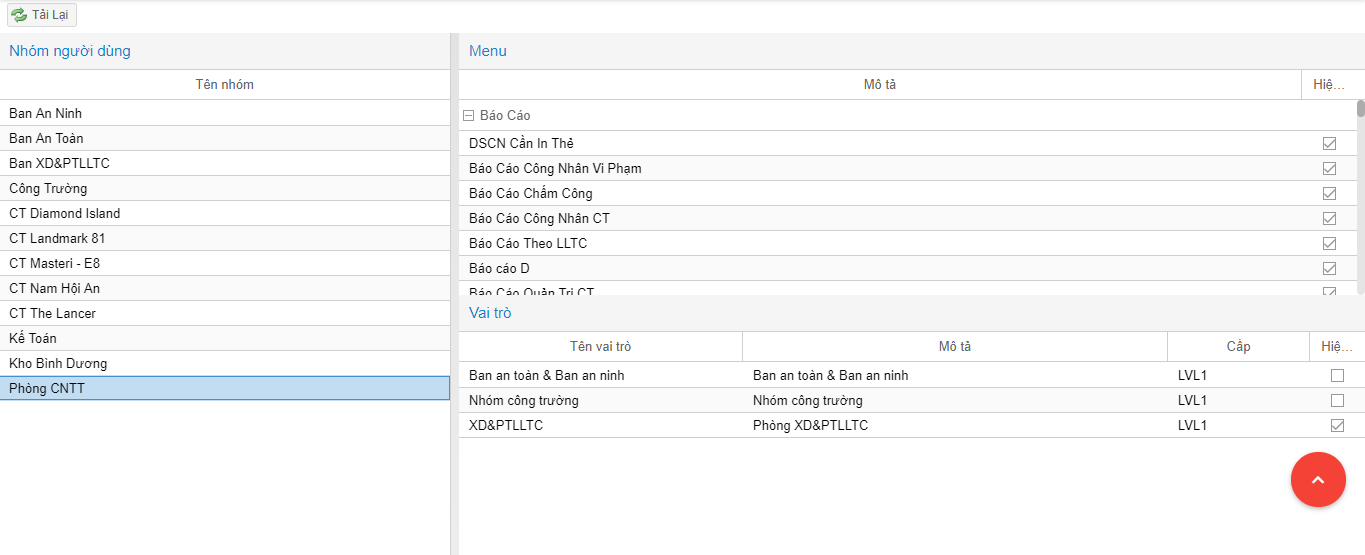 Tải Lại
Nhóm người dùng
Tên nhóm
Ban An Ninh
Ban An Toàn
Ban XD&PTLLTC
Công Trường
CT Diamond Island
CT Landmark 81
CT Masteri - E8
CT Nam Hội An
CT The Lancer
Kế Toán
Kho Bình Dương
Phòng CNTT
Menu
Mô tả Hiệ...
Báo Cáo
DSCN Cần In Thẻ
Báo Cáo Công Nhân Vi Phạm
Báo Cáo Chấm Công
Báo Cáo Công Nhân CT
Báo Cáo Theo LLTC
Báo cáo D
Báo Cáo Quản Trị CT
Vai trò
Tên vai trò Mô tả Cấp Hiệ...
Ban an toàn & Ban an ninh Ban an toàn & Ban an ninh LVL1
Nhóm công trường Nhóm công trường LVL1
XD&PTLLTC Phòng XD&PTLLTC LVL1